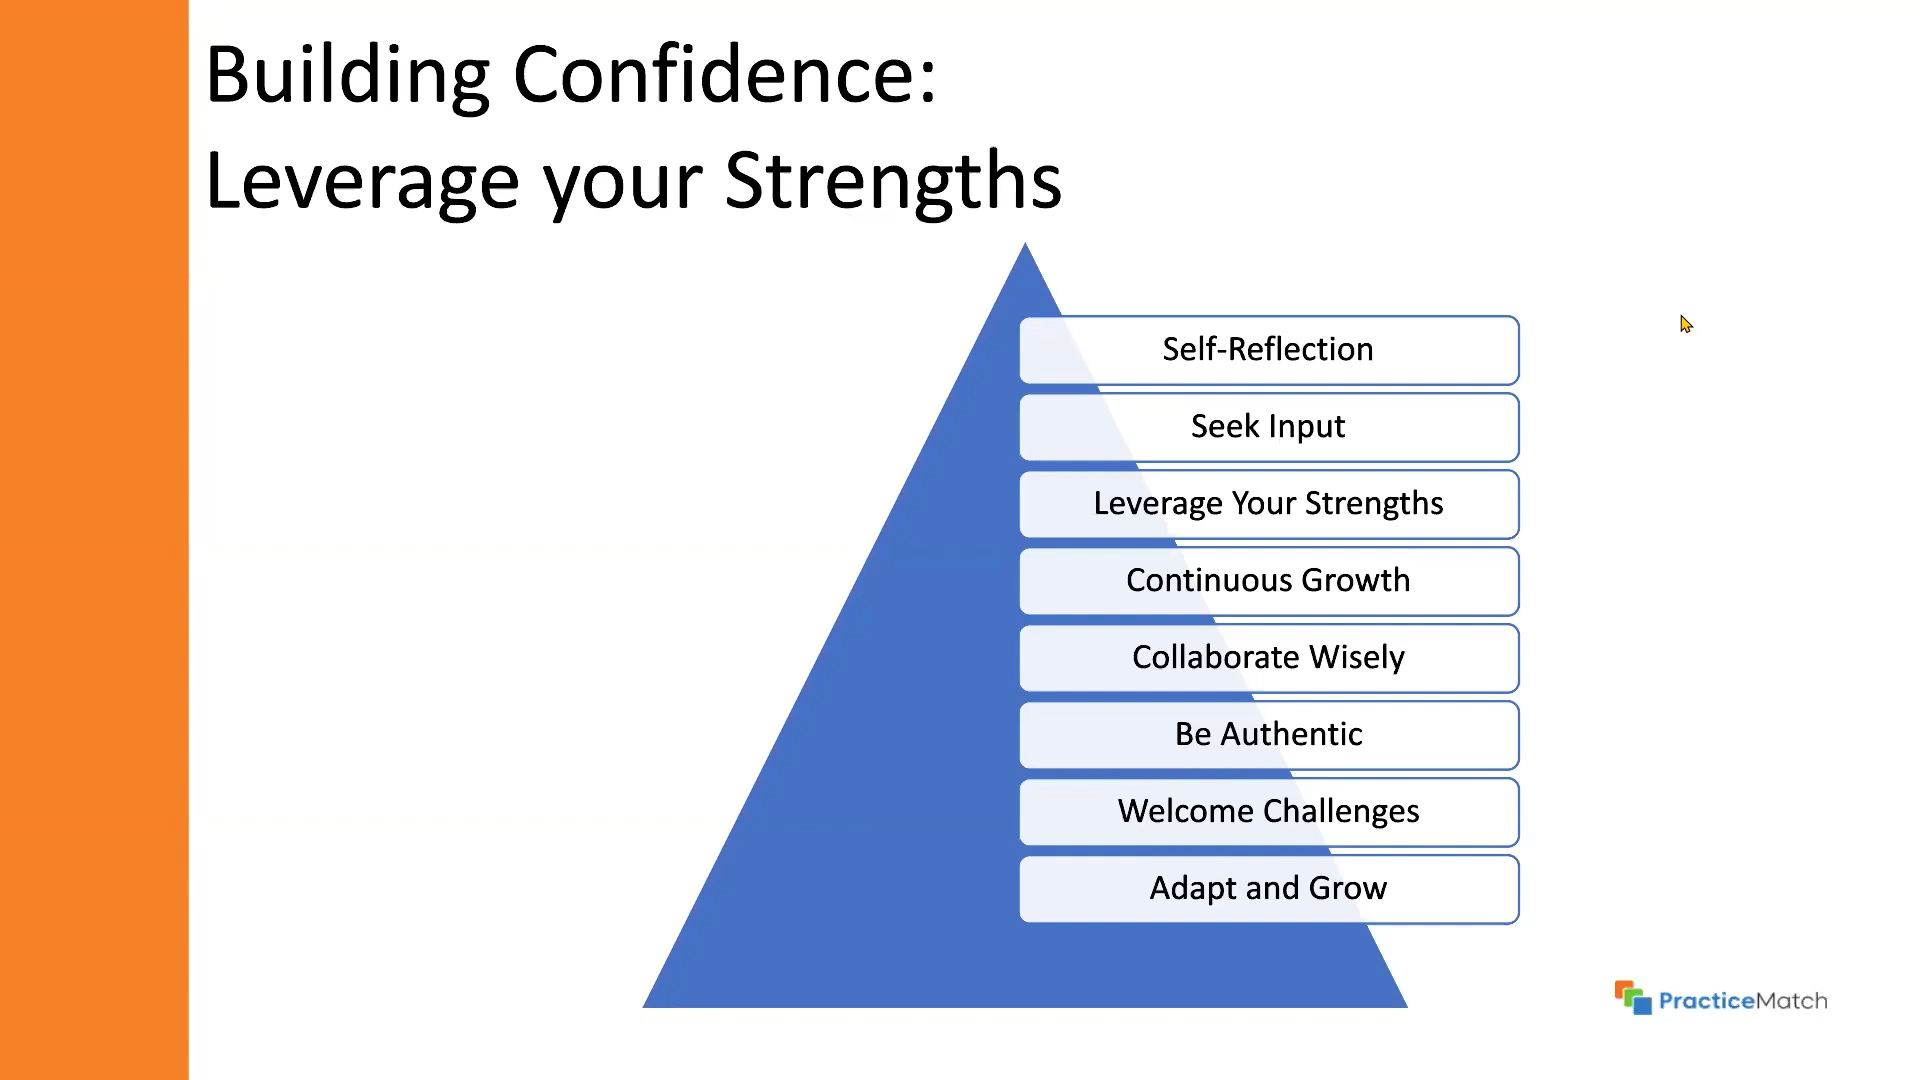 Building Confidence:
Leverage your Strengths
Self-Reflection
Seek Input
Leverage Your Strengths
Continuous Growth
Collaborate Wisely
Be Authentic
Welcome Challenges
Adapt and Grow
PracticeMatch